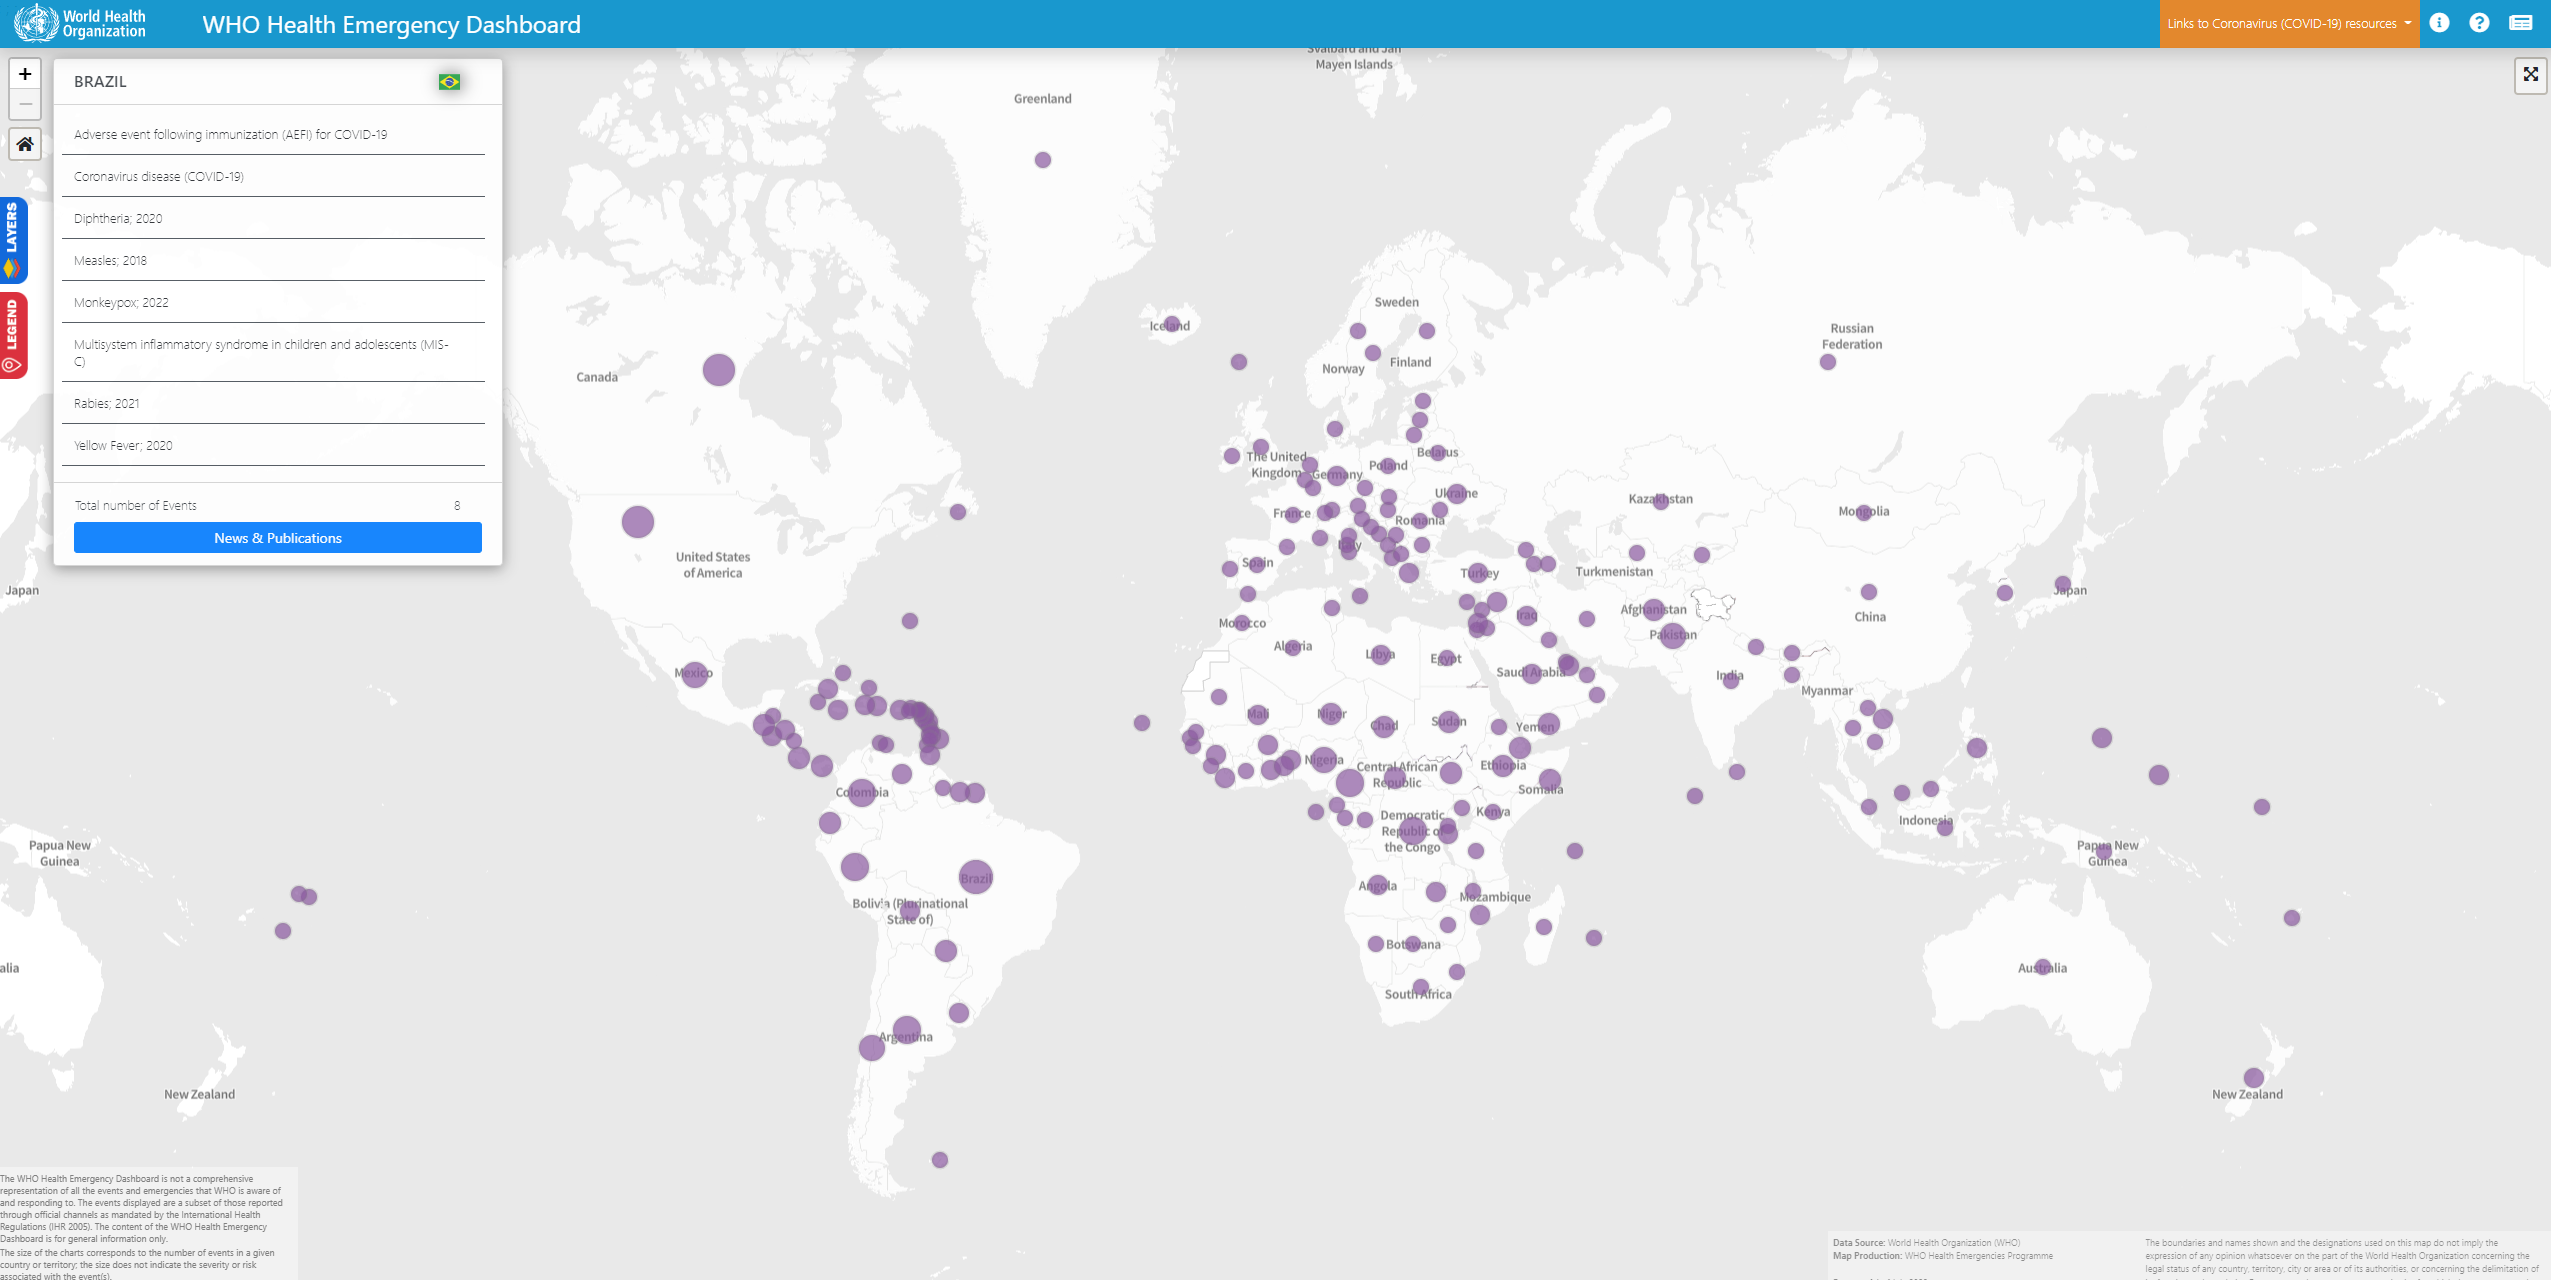 World Health
Organization
WHO Health Emergency Dashboard
Links to Coronavirus (COVID-19) resources
+
−
LAYERS
LEGEND
BRAZIL
Adverse event following immunization (AEFI) for COVID-19
Coronavirus disease (COVID-19)
Diphtheria; 2020
Measles; 2018
Monkeypox; 2022
Multisystem inflammatory syndrome in children and adolescents (MIS-
C)
Rabies; 2021
Yellow Fever; 2020
Total number of Events 8
News & Publications
Svalbard and Jan
Mayen Islands
Greenland
Iceland
Sweden
Norway
Finland
Russian
Federation
Canada
The United
Kingdom
Belarus
Poland
Germany
Ukraine
France
Romania
Italy
Spain
Kazakhstan
Mongolia
United States
of America
Turkey
Turkmenistan
Japan
Japan
Afghanistan
Iraq
China
Morocco
Pakistan
Algeria
Libya
Egypt
Saudi Arabia
India
Myanmar
Mexico
Mali
Niger
Chad
Sudan
Yemen
Nigeria
Central African
Republic
Ethiopia
Somalia
Colombia
Democratic
Republic of
the Congo
Kenya
Indonesia
Papua New
Guinea
Papua New
Guinea
Brazil
Angola
Mozambique
Bolivia (Plurinational
State of)
Botswana
alia
Australia
South Africa
Argentina
New Zealand
New Zealand
The WHO Health Emergency Dashboard is not a comprehensive
representation of all the events and emergencies that WHO is aware of
and responding to. The events displayed are a subset of those reported
through official channels as mandated by the International Health
Regulations (IHR 2005). The content of the WHO Health Emergency
Dashboard is for general information only.
The size of the charts corresponds to the number of events in a given
country or territory: the size does not indicate the severity or risk
associated with the event(s).
Data Source: World Health Organization (WHO)
Map Production: WHO Health Emergencies Programme
The boundaries and names shown and the designations used on this map do not imply the
expression of any opinion whatsoever on the part of the World Health Organization concerning the
legal status of any country, territory, city or area or of its authorities, or concerning the delimitation of